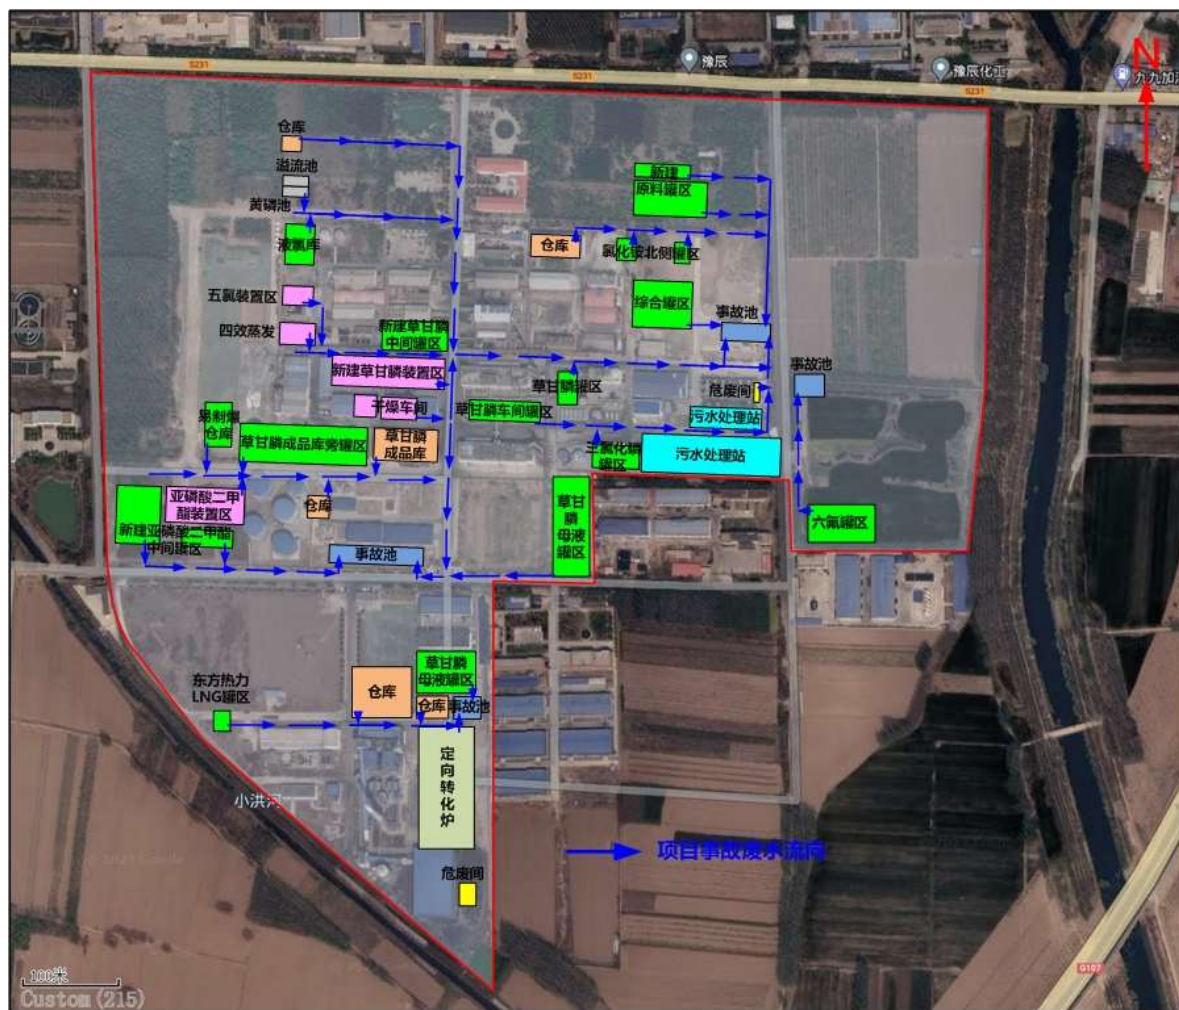 S231
S231
S231
豫辰
豫辰化工
九九加
N
仓库
溢流池
黄磷池
液氯库
五氯装置区
四效蒸发
新建草甘膦
中间罐区
新建草甘膦装置区
干燥车间
易制爆
仓库
草甘膦成品库旁罐区
草甘膦
成品库
亚磷酸二甲
酯装置区
仓库
新建亚磷酸二甲酯
中间罐区
事故池
新建
原料罐区
仓库
氯化铵北侧罐区
综合罐区
事故池
事故池
草甘膦罐区
危废间
草甘膦车间罐区
污水处理站
三氯化磷
罐区
污水处理站
草甘膦母液罐区
六氟罐区
东方热力
LNG罐区
仓库
草甘膦
母液罐区
仓库
事故池
定向转化炉
小洪河
危废间
项目事故废水流向
G107
100米
Custom(215)